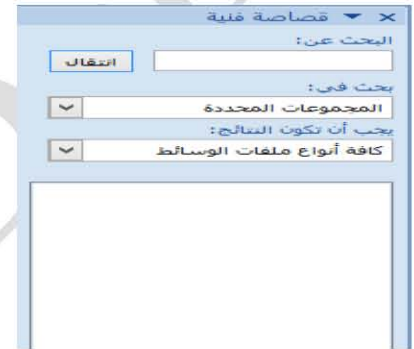 قصاصة فنية
البحث عن:
انتقال
بحث في:
المجموعات المحددة
يجب أن تكون النتائج:
كافة أنواع ملفات الوسائط